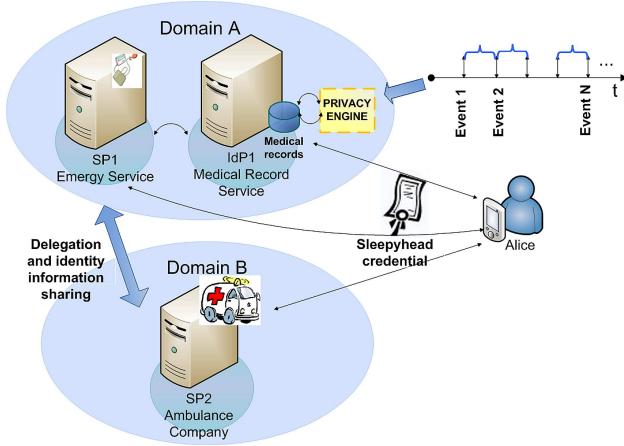 Domain A
SP1
Emergy Service
IdP1
Medical Record
Service
Medical
records
PRIVACY
ENGINE
Event 1
Event 2
Event N
...
t
Sleepyhead
credential
Alice
Delegation
and identity
information
sharing
Domain B
SP2
Ambulance
Company